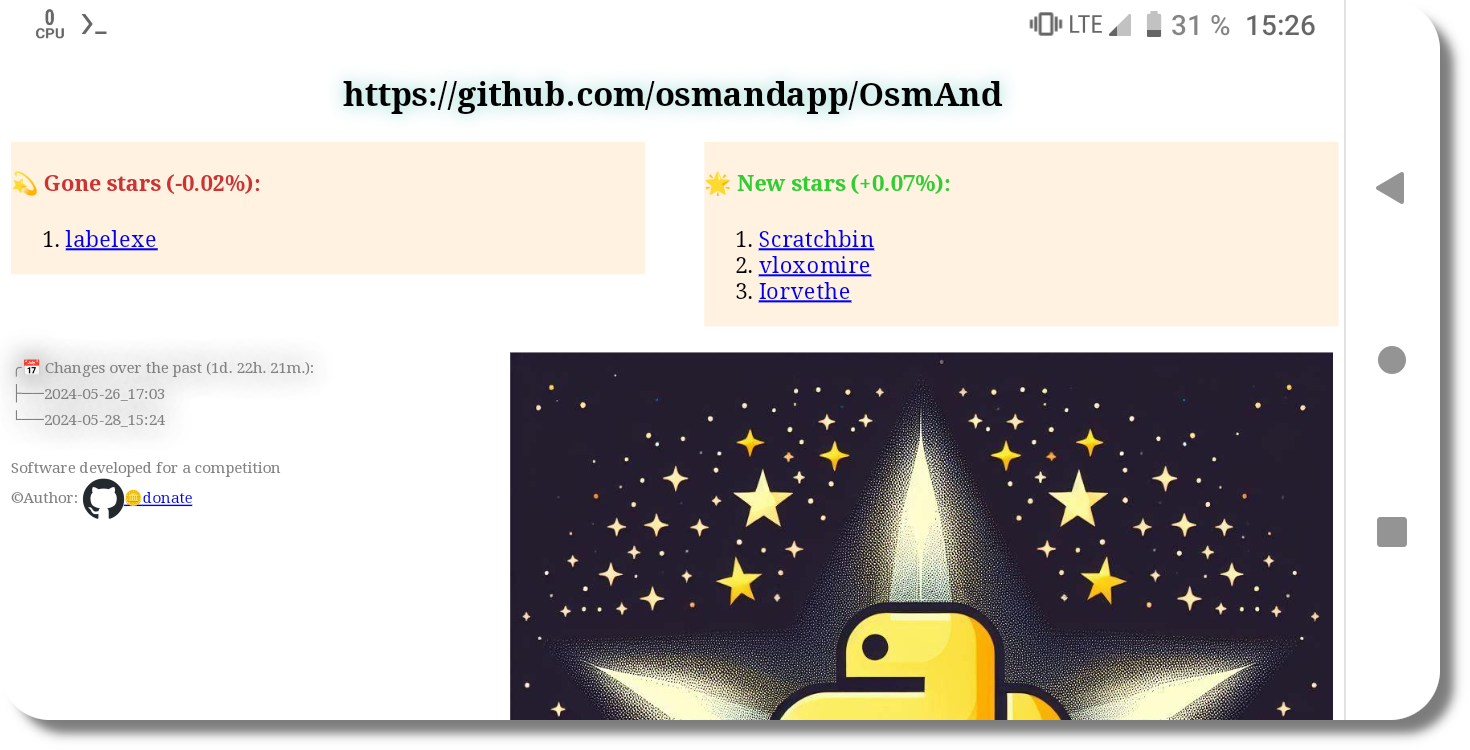 0
CPU
LTE 31 % 15:26
https://github.com/osmandapp/OsmAnd
💫 Gone stars (-0.02%):
1. labelexe
🌟 New stars (+0.07%):
1. Scratchbin
2. vloxomire
3. Iorvethe
╭📅 Changes over the past (1d. 22h. 21m.):
├──2024-05-26_17:03
└──2024-05-28_15:24
Software developed for a competition
©Author: 🪙donate